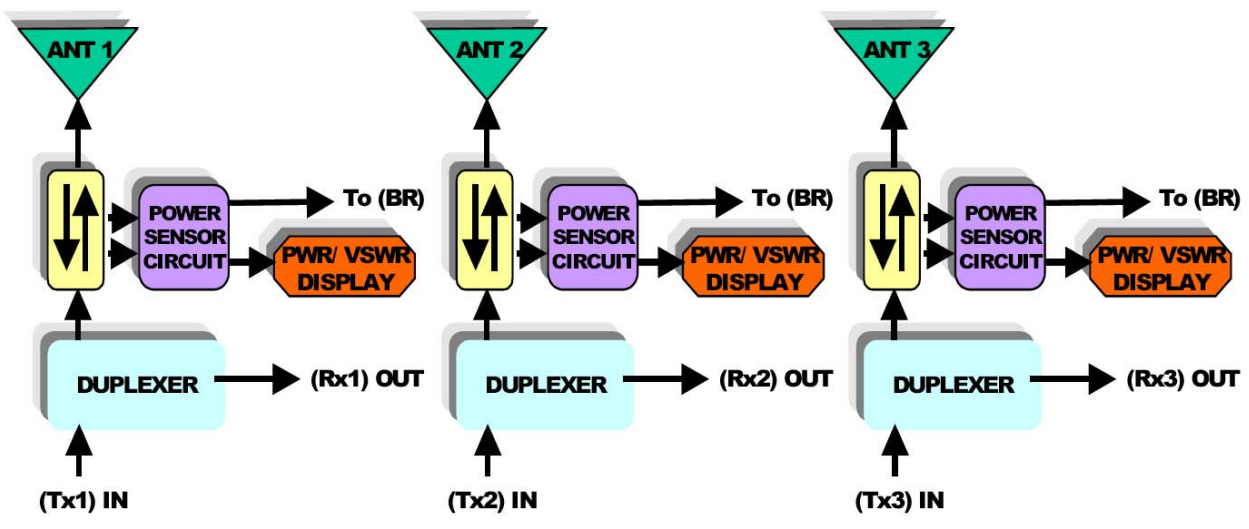 ANT 1
To (BR)
POWER
SENSOR
CIRCUIT
PWR/ VSWR
DISPLAY
DUPLEXER
(Rx1) OUT
(Tx1) IN
ANT 2
To (BR)
POWER
SENSOR
CIRCUIT
PWR/ VSWR
DISPLAY
DUPLEXER
(Rx2) OUT
(Tx2) IN
ANT 3
To (BR)
POWER
SENSOR
CIRCUIT
PWR/ VSWR
DISPLAY
DUPLEXER
(Rx3) OUT
(Tx3) IN